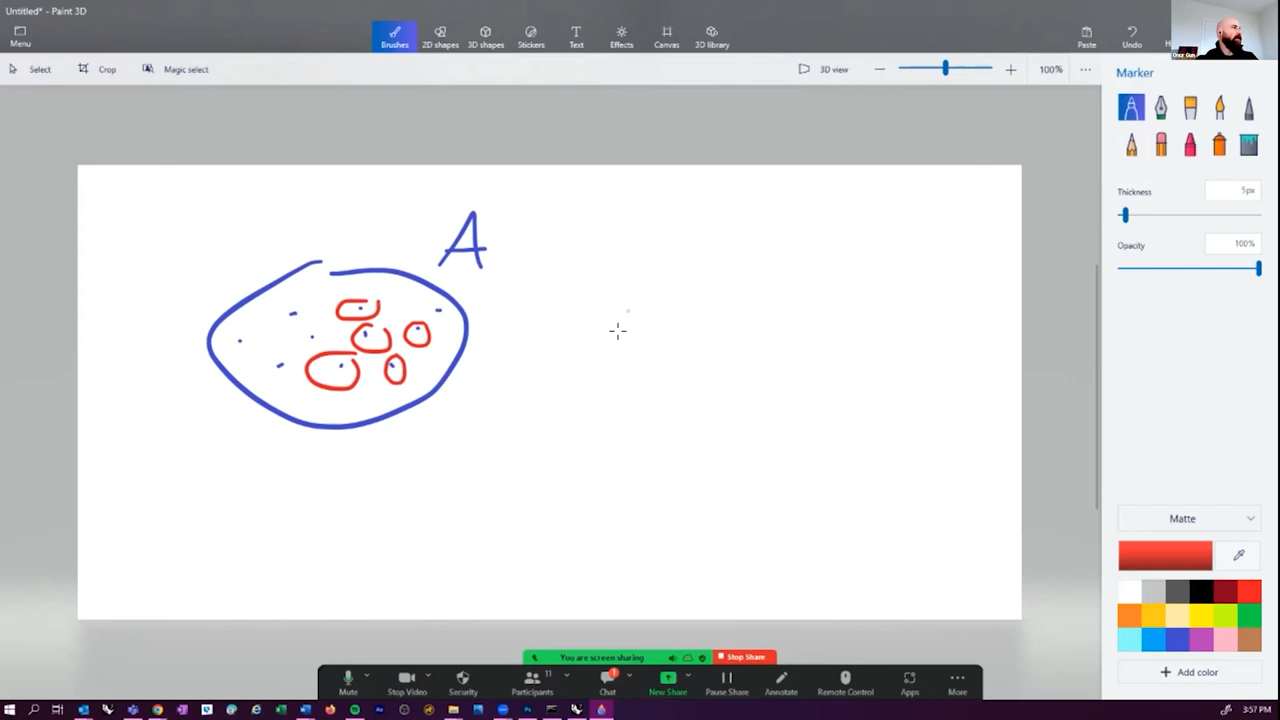 Untitled* - Paint 3D
Menu
Brushes
2D shapes
3D shapes
Stickers
Text
Effects
Canvas
3D library
Paste
Undo
Select
Crop
Magic select
3D view
100%
Marker
Thickness
5px
Opacity
100%
A
Matte
Add color
You are screen sharing
Stop Share
Mute
Stop Video
Security
11
Participants
1
Chat
New Share
Pause Share
Annotate
Remote Control
Apps
More
3:57 PM